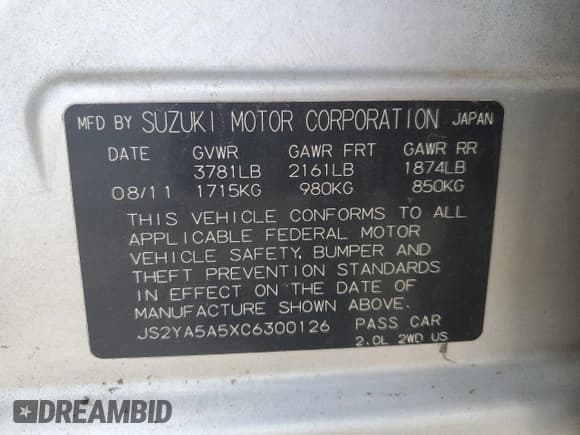 MFD BY SUZUKI MOTOR CORPORATION JAPAN
DATE GVWR GAWR FRT GAWR RR
3781LB 2161LB 1874LB
08/11 1715KG 980KG 850KG
THIS VEHICLE CONFORMS TO ALL
APPLICABLE FEDERAL MOTOR
VEHICLE SAFETY, BUMPER AND
THEFT PREVENTION STANDARDS
IN EFFECT ON THE DATE OF
MANUFACTURE SHOWN ABOVE.
JS2YA5A5XC6300126 PASS CAR
2.0L 2WD US
DREAMBID